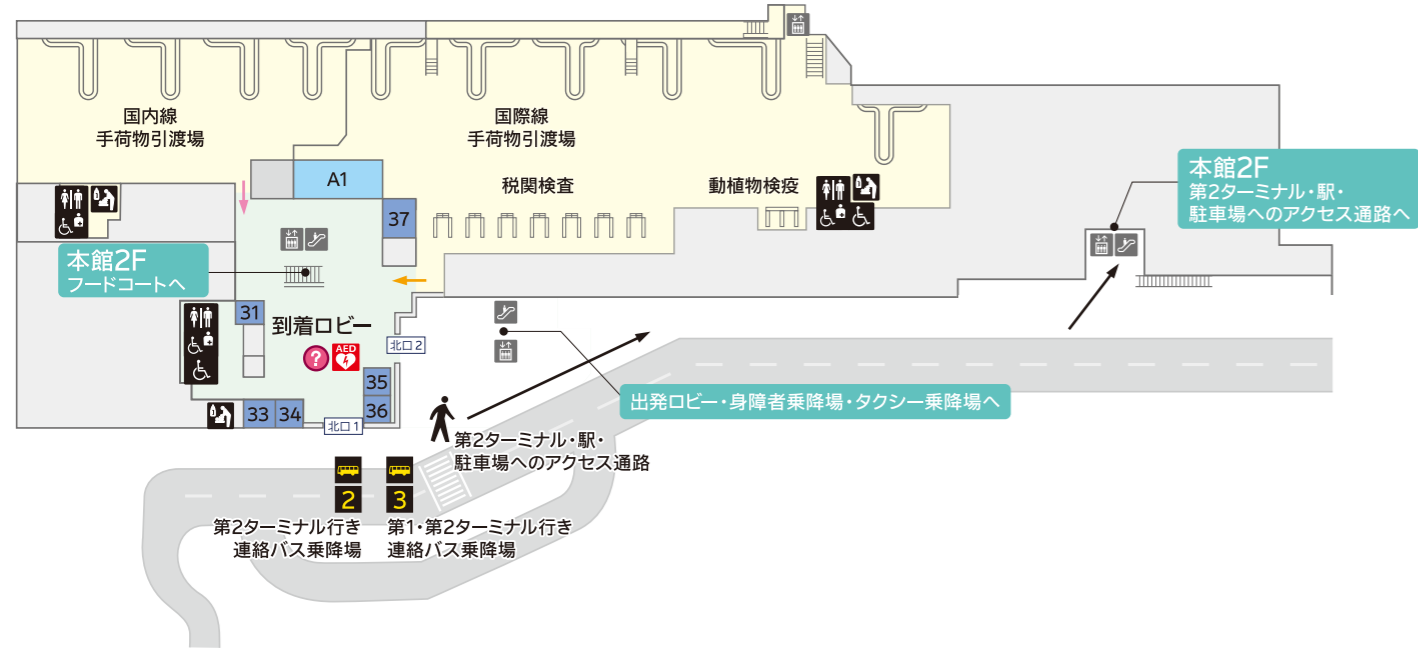 国内線
手荷物引渡場
国際線
手荷物引渡場
A1
税関検査
動植物検疫
本館2F
第2ターミナル・駅・
駐車場へのアクセス通路へ
37
本館2F
フードコートへ
31
到着ロビー
?
AED
北口2
35
36
33
34
北口1
出発ロビー・身障者乗降場・タクシー乗降場へ
第2ターミナル・駅・
駐車場へのアクセス通路
2
3
第2ターミナル行き
連絡バス乗降場
第1・第2ターミナル行き
連絡バス乗降場